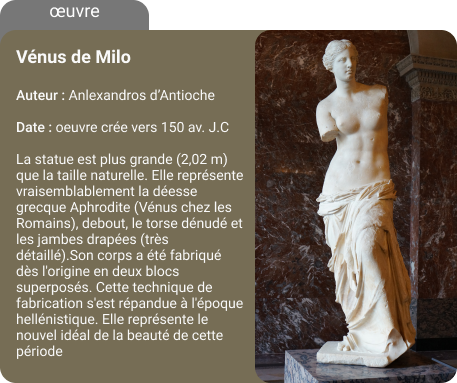 œuvre
Vénus de Milo
Auteur : Anlexandros d’Antioche
Date : oeuvre crée vers 150 av. J.C
La statue est plus grande (2,02 m)
que la taille naturelle. Elle représente
vraisemblablement la déesse
grecque Aphrodite (Vénus chez les
Romains), debout, le torse dénudé et
les jambes drapées (très
détaillé).Son corps a été fabriqué
dès l'origine en deux blocs
superposés. Cette technique de
fabrication s'est répandue à l'époque
hellénistique. Elle représente le
nouvel idéal de la beauté de cette
période